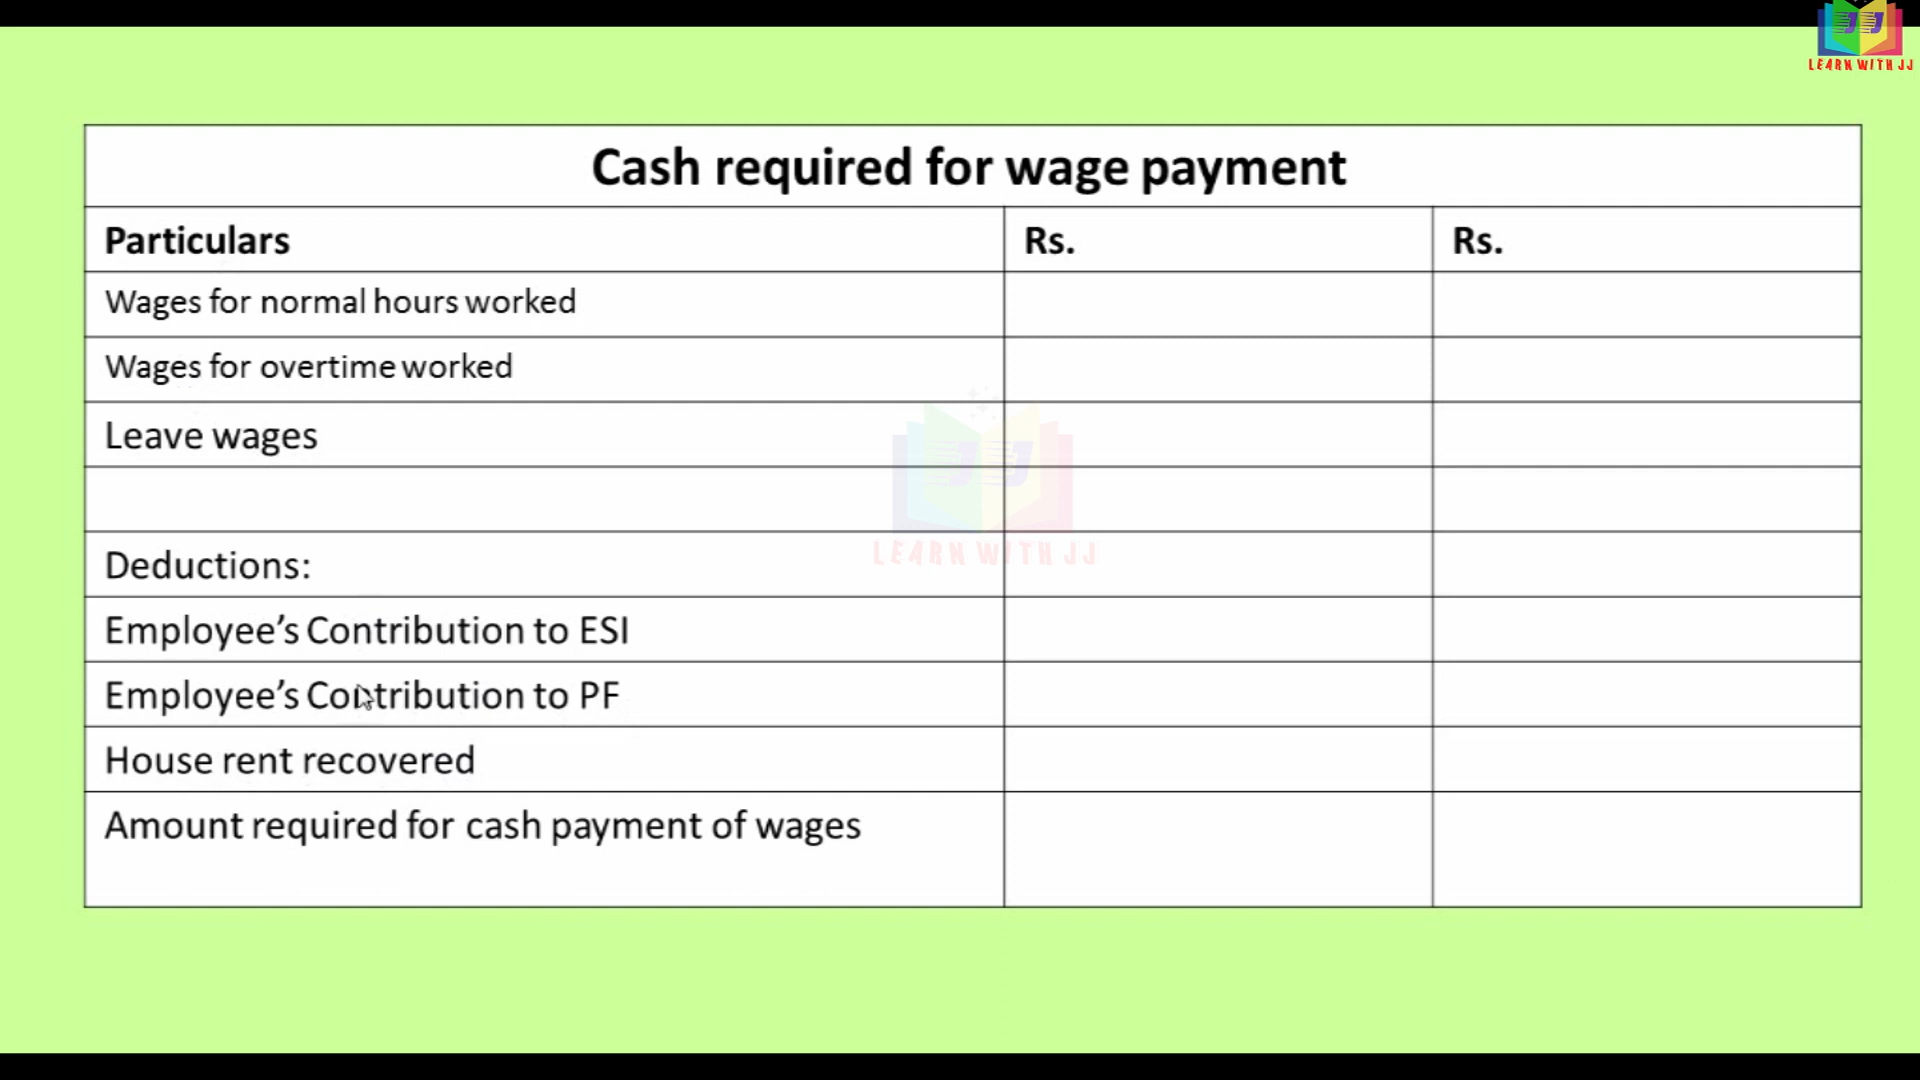 LEARN WITH JJ
Cash required for wage payment
Particulars Rs. Rs.
Wages for normal hours worked
Wages for overtime worked
Leave wages
LEARN WITH JJ
Deductions:
Employee’s Contribution to ESI
Employee’s Contribution to PF
House rent recovered
Amount required for cash payment of wages